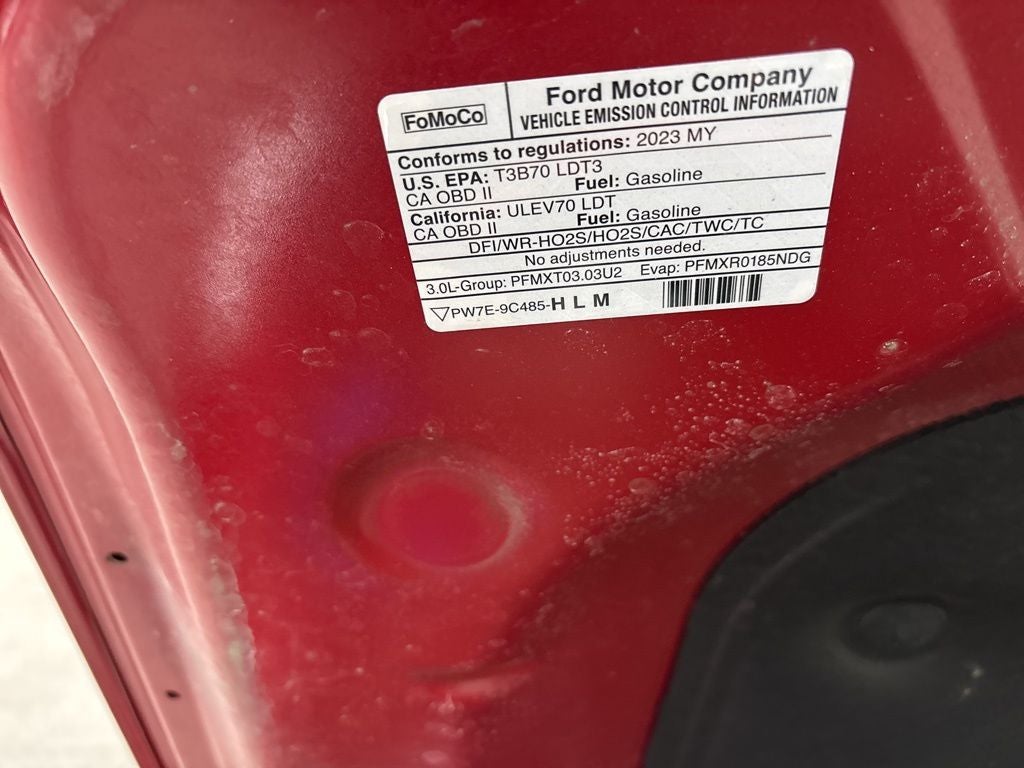 FoMoCo
Ford Motor Company
VEHICLE EMISSION CONTROL INFORMATION
Conforms to regulations: 2023 MY
U.S. EPA: T3B70 LDT3
CA OBD II Fuel: Gasoline
California: ULEV70 LDT
CA OBD II Fuel: Gasoline
DFI/WR-HO2S/HO2S/CAC/TWC/TC
No adjustments needed.
3.0L-Group: PFMXT03.03U2 Evap: PFMXR0185NDG
▽PW7E-9C485-H L M